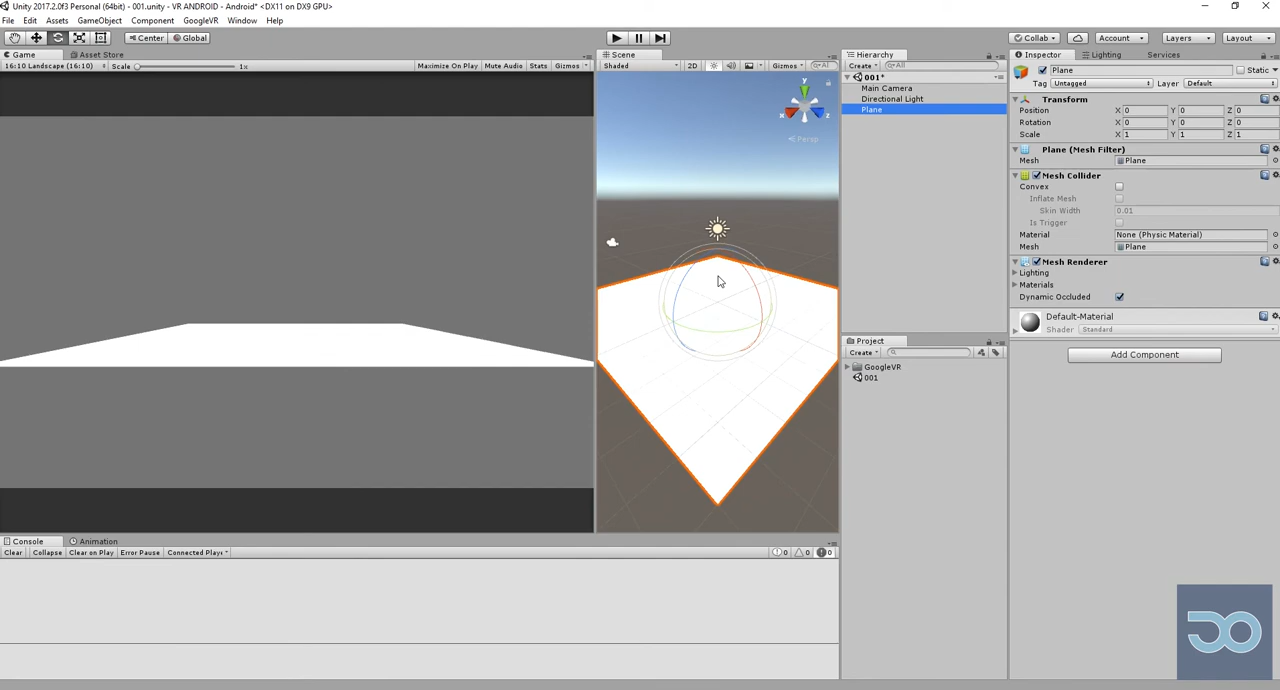 Unity 2017.2.0f3 Personal (64bit) - 001.unity - VR ANDROID - Android* <DX11 on DX9 GPU>
File Edit Assets GameObject Component GoogleVR Window Help
Center Global Collab Account Layers Layout
Game Asset Store
16:10 Landscape (16:10) Scale 1x Maximize On Play Mute Audio Stats Gizmos
Scene
Shaded 2D Gizmos All
y
x z
Persp
Hierarchy
Create All
001*
Main Camera
Directional Light
Plane
Project
Create
GoogleVR
001
Inspector Lighting Services
Plane Static
Tag Untagged Layer Default
Transform
Position X 0 Y 0 Z 0
Rotation X 0 Y 0 Z 0
Scale X 1 Y 1 Z 1
Plane (Mesh Filter)
Mesh Plane
Mesh Collider
Convex
Inflate Mesh
Skin Width 0.01
Is Trigger
Material None (Physic Material)
Mesh Plane
Mesh Renderer
Lighting
Materials
Dynamic Occluded
Default-Material
Shader Standard
Add Component
Console Animation
Clear Collapse Clear on Play Error Pause Connected Playe 0 0 0